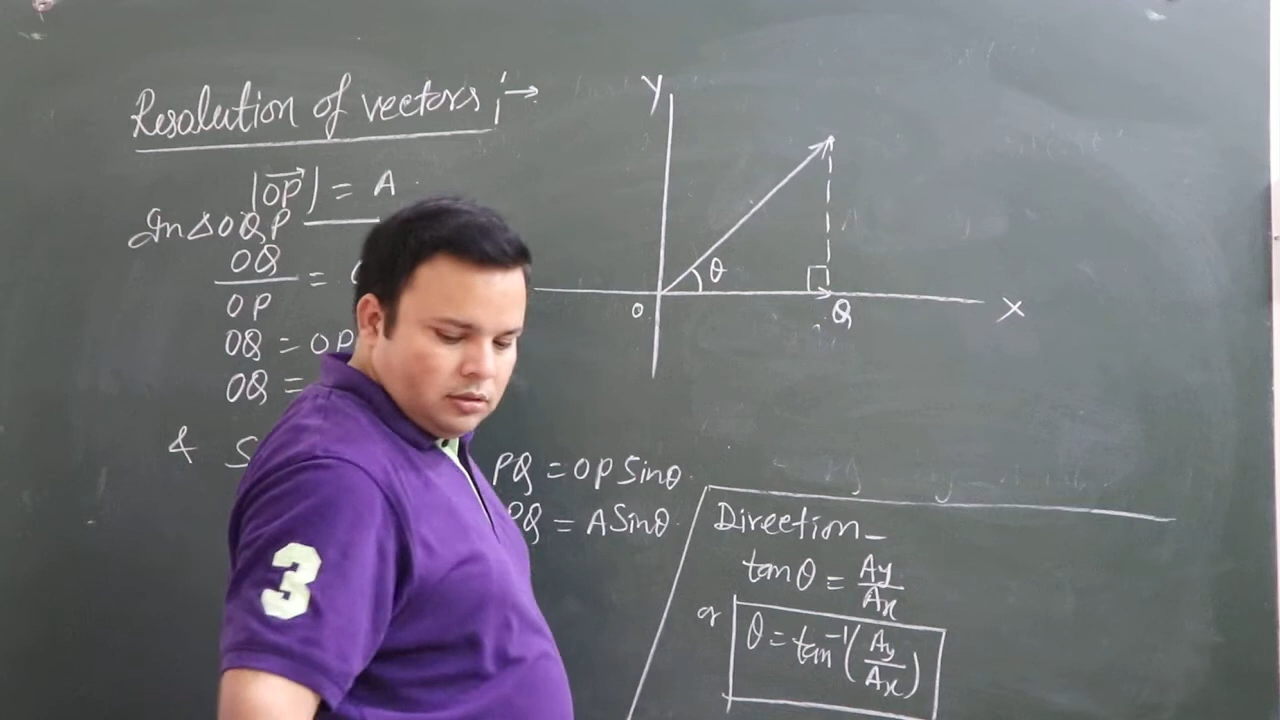 Resolution of vectors :→
|OP⃗| = A
In △OQP
OQ/OP =
OQ = OP
OQ =
& S
PQ = OP Sinθ
PQ = A Sinθ
Y
θ
O
Q
X
Direction -
tan θ = Ay/Ax
or
θ = tan⁻¹(Ay/Ax)
3